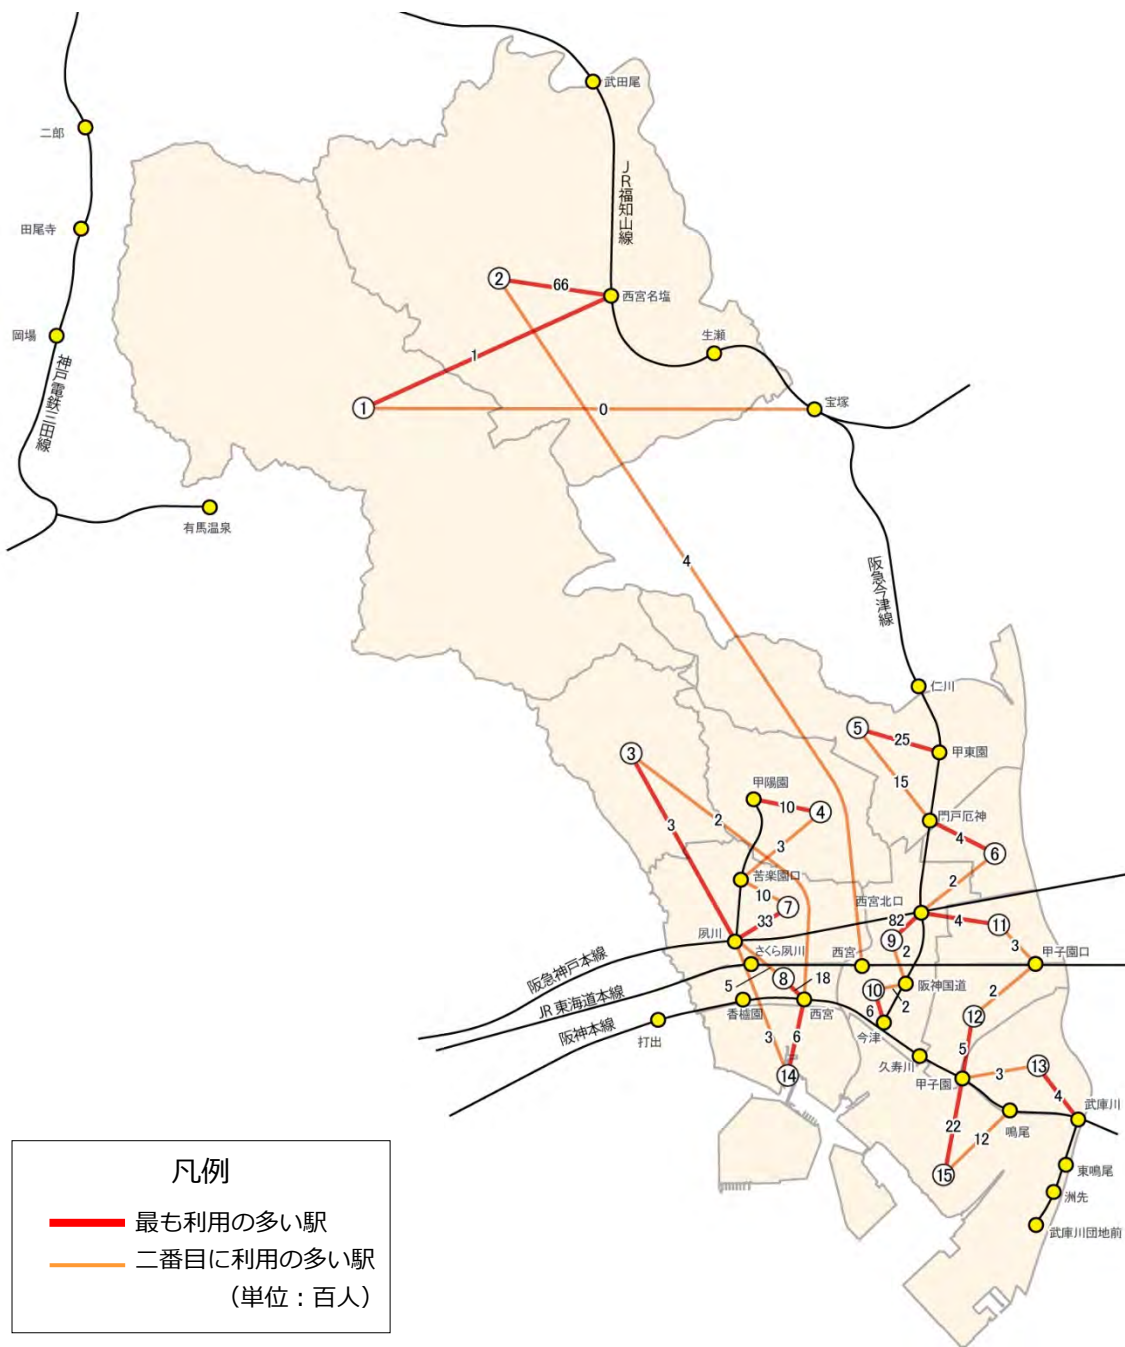 武田尾
二郎
JR福知山線
田尾寺
②
66
西宮名塩
岡場
生瀬
神戸電鉄三田線
1
①
0
宝塚
有馬温泉
4
阪急今津線
仁川
⑤
25
甲東園
③
15
甲陽園
10
④
門戸厄神
3
2
4
⑥
3
苦楽園口
2
10
⑦
西宮北口
33
82
4
⑪
⑨
夙川
3
甲子園口
さくら夙川
西宮
2
阪急神戸本線
5
⑧
18
阪神国道
JR東海道本線
⑩
2
2
香櫨園
西宮
6
⑫
阪神本線
打出
3
6
今津
5
久寿川
⑬
⑭
3
甲子園
4
武庫川
22
鳴尾
12
東鳴尾
⑮
洲先
武庫川団地前
凡例
最も利用の多い駅
二番目に利用の多い駅
（単位：百人）